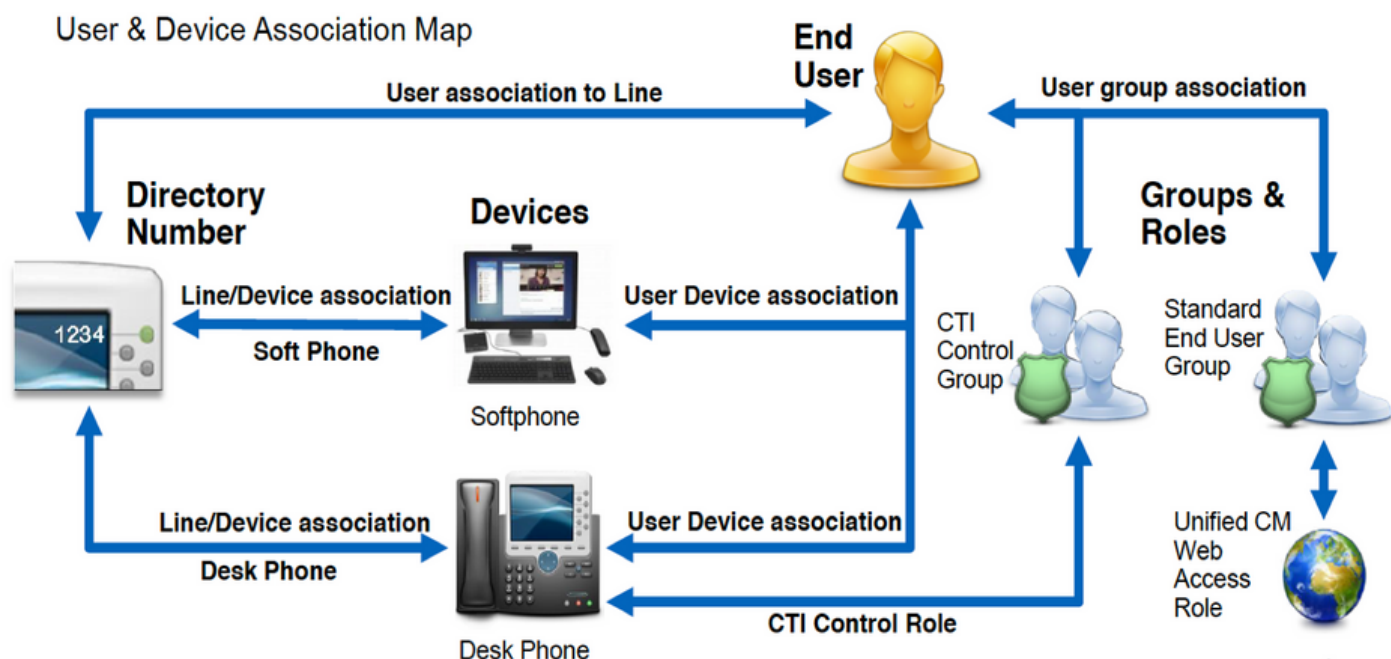 User & Device Association Map
End
User
User association to Line
User group association
Directory
Number
Devices
Groups &
Roles
1234
Line/Device association
Soft Phone
User Device association
Softphone
CTI
Control
Group
Standard
End User
Group
Line/Device association
Desk Phone
User Device association
Unified CM
Web
Access
Role
CTI Control Role
Desk Phone